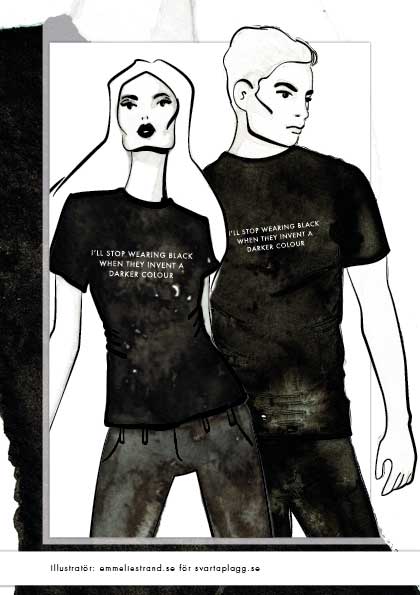 I'LL STOP WEARING BLACK
WHEN THEY INVENT A
DARKER COLOUR
I'LL STOP WEARING BLACK
WHEN THEY INVENT A
DARKER COLOUR
Illustratör: emmeliestrand.se för svartaplagg.se